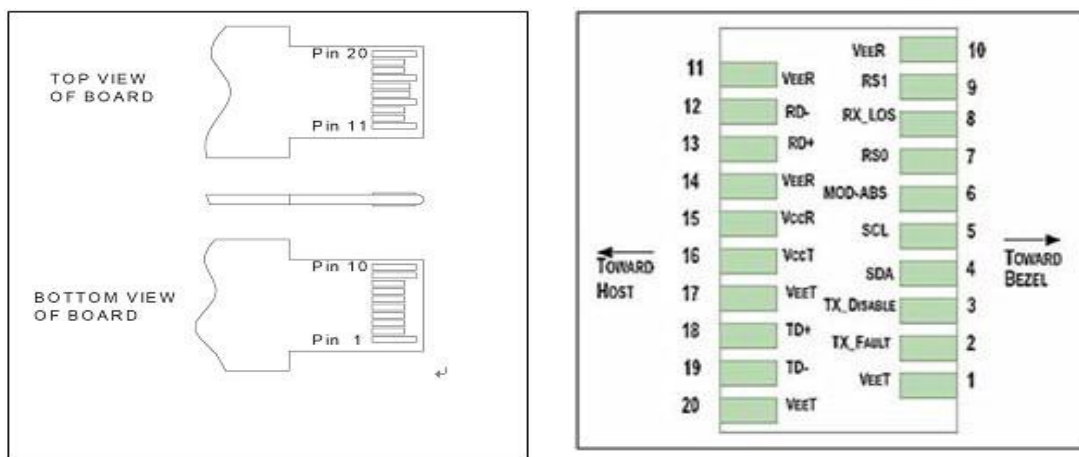 TOP VIEW
OF BOARD
Pin 20
Pin 11
BOTTOM VIEW
OF BOARD
Pin 10
Pin 1
11 VEER
12 RD-
13 RD+
14 VEER
15 VCCR
16 VCCT
17 VEET
18 TD+
19 TD-
20 VEET
VEER 10
RS1 9
RX_LOS 8
RS0 7
MOD-ABS 6
SCL 5
SDA 4
TX_DISABLE 3
TX_FAULT 2
VEET 1
TOWARD
HOST
TOWARD
BEZEL